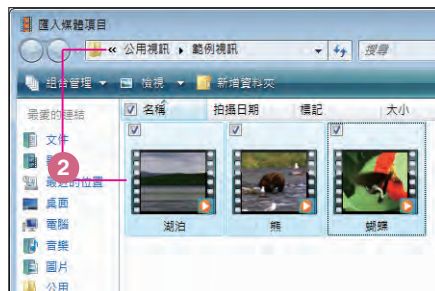 匯入媒體項目
« 公用視訊 ▸ 範例視訊
搜尋
組合管理 檢視 新增資料夾
最愛的連結
名稱 拍攝日期 標記 大小
文件
2
最近的位置
桌面
電腦
音樂
圖片
公用
湖泊 熊 蝴蝶